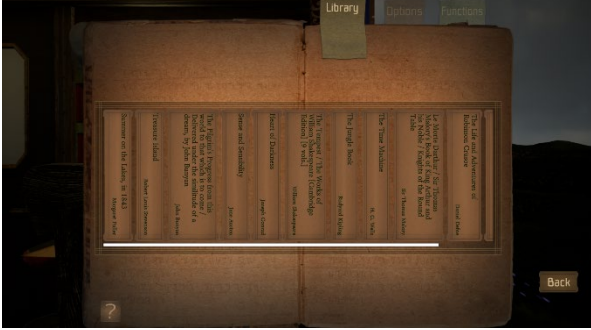 Library
Options
Functions
The Life and Adventures of
Robinson Crusoe
Daniel Defoe
Le Morte Darthur / Sir Thomas
Malory's Book of King Arthur and
his Noble / Knights of the Round
Table
Sir Thomas Malory
The Time Machine
H. G. Wells
The Jungle Book
Rudyard Kipling
The Tempest / The Works of
William Shakespeare [Cambridge
Edition] [9 vols.]
William Shakespeare
Heart of Darkness
Joseph Conrad
Sense and Sensibility
Jane Austen
The Pilgrim's Progress from this
world to that which is to come /
Delivered under the similitude of a
dream, by John Bunyan
John Bunyan
Treasure Island
Robert Louis Stevenson
Summer on the Lakes, in 1843
Margaret Fuller
Back
?